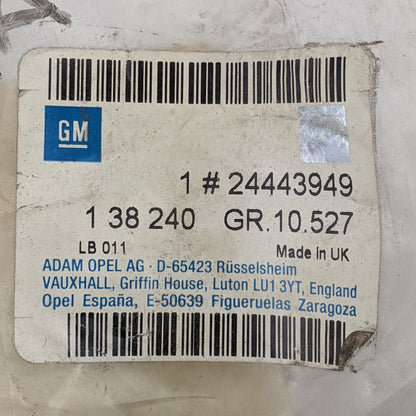 GM
1 # 24443949
1 38 240 GR.10.527
LB 011 Made in UK
ADAM OPEL AG · D-65423 Rüsselsheim
VAUXHALL, Griffin House, Luton LU1 3YT, England
Opel España, E-50639 Figueruelas Zaragoza